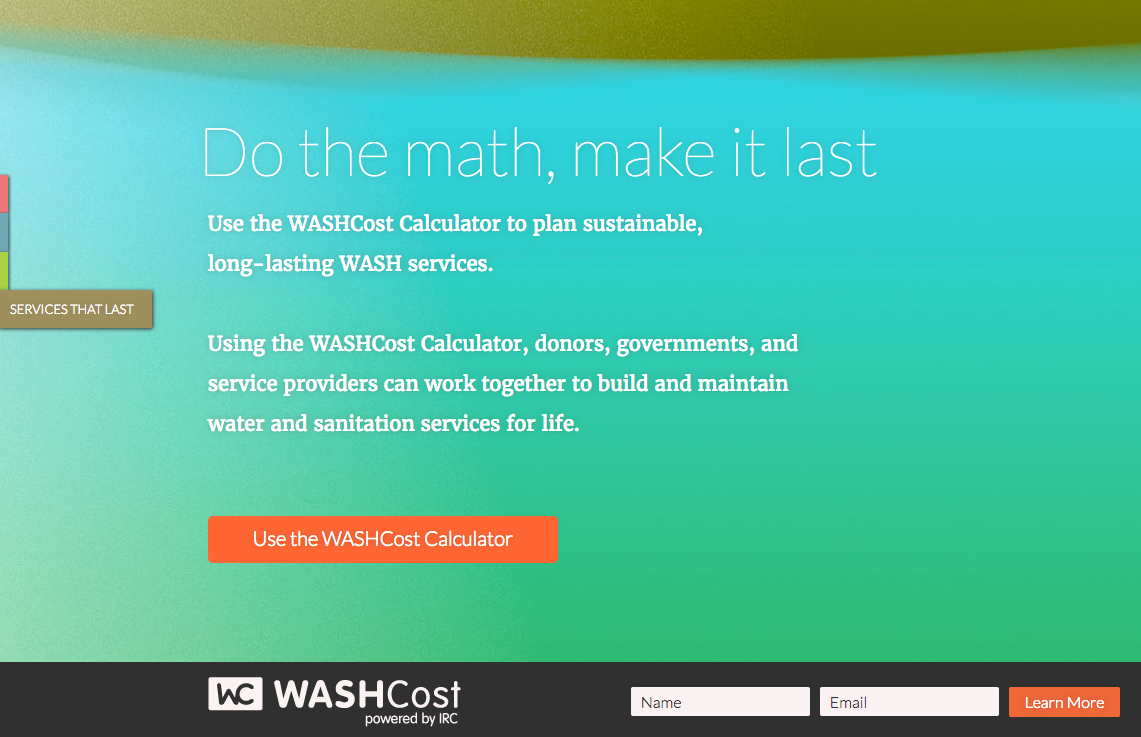 Do the math, make it last
Use the WASHCost Calculator to plan sustainable,
long-lasting WASH services.
SERVICES THAT LAST
Using the WASHCost Calculator, donors, governments, and
service providers can work together to build and maintain
water and sanitation services for life.
Use the WASHCost Calculator
WC WASHCost
powered by IRC
Name
Email
Learn More